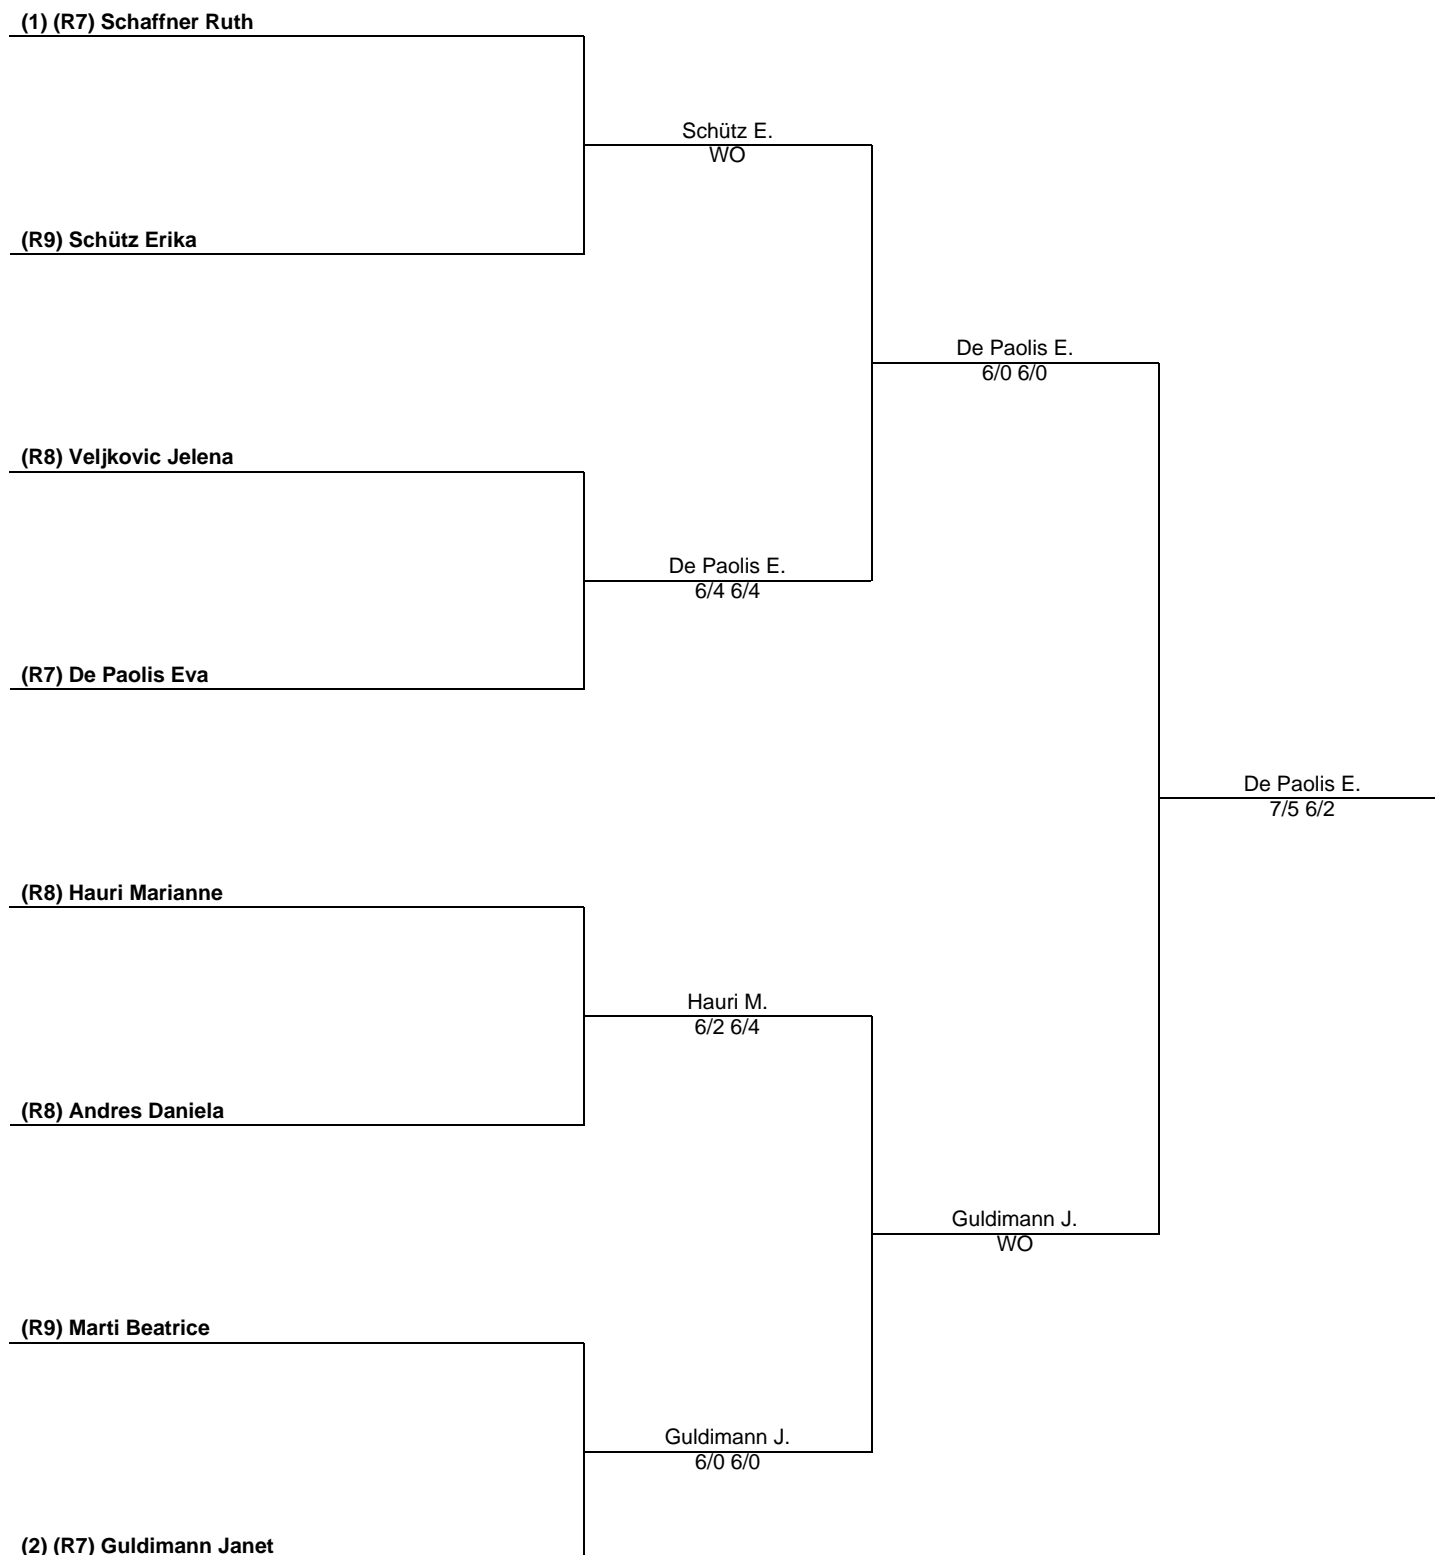 (1) (R7) Schaffner Ruth
Schütz E.
WO
(R9) Schütz Erika
De Paolis E.
6/0 6/0
(R8) Veljkovic Jelena
De Paolis E.
6/4 6/4
(R7) De Paolis Eva
De Paolis E.
7/5 6/2
(R8) Hauri Marianne
Hauri M.
6/2 6/4
(R8) Andres Daniela
Guldimann J.
WO
(R9) Marti Beatrice
Guldimann J.
6/0 6/0
(2) (R7) Guldimann Janet